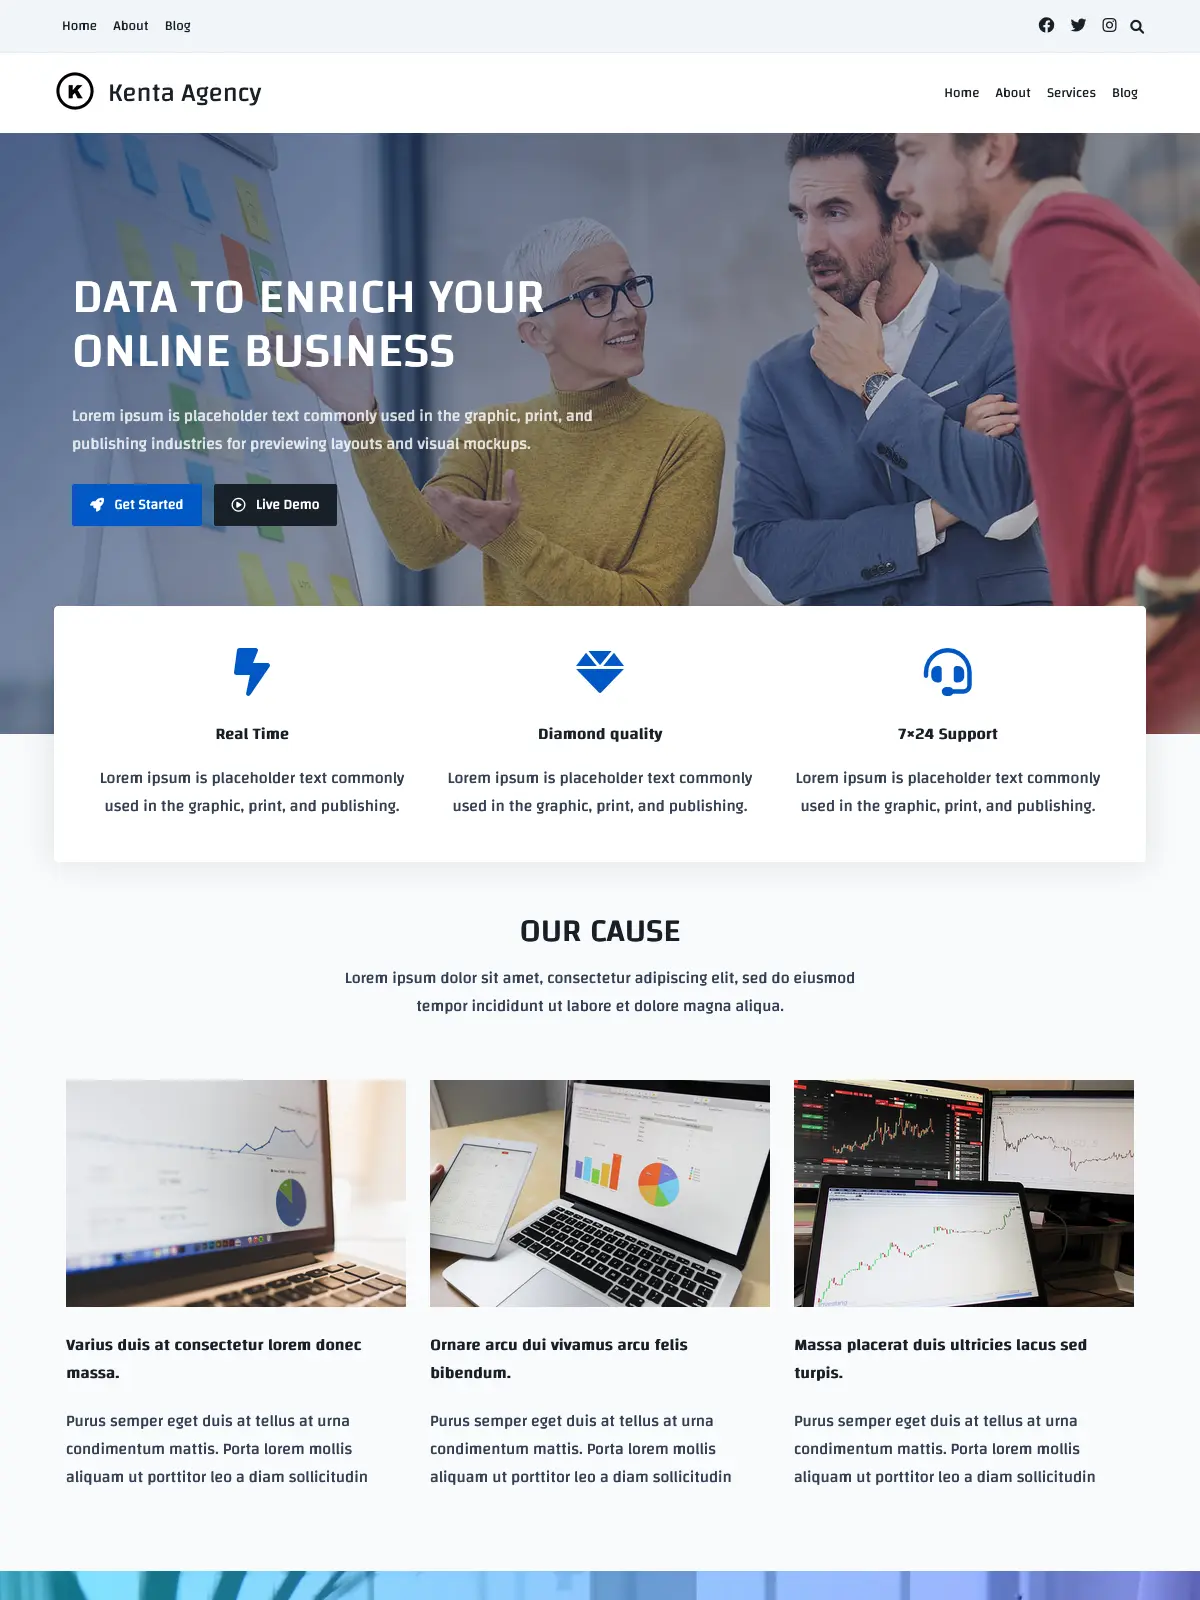 Home About Blog
K Kenta Agency
Home About Services Blog
DATA TO ENRICH YOUR
ONLINE BUSINESS
Lorem ipsum is placeholder text commonly used in the graphic, print, and
publishing industries for previewing layouts and visual mockups.
Get Started
Live Demo
Real Time
Lorem ipsum is placeholder text commonly
used in the graphic, print, and publishing.
Diamond quality
Lorem ipsum is placeholder text commonly
used in the graphic, print, and publishing.
7×24 Support
Lorem ipsum is placeholder text commonly
used in the graphic, print, and publishing.
OUR CAUSE
Lorem ipsum dolor sit amet, consectetur adipiscing elit, sed do eiusmod
tempor incididunt ut labore et dolore magna aliqua.
Varius duis at consectetur lorem donec
massa.
Purus semper eget duis at tellus at urna
condimentum mattis. Porta lorem mollis
aliquam ut porttitor leo a diam sollicitudin
Ornare arcu dui vivamus arcu felis
bibendum.
Purus semper eget duis at tellus at urna
condimentum mattis. Porta lorem mollis
aliquam ut porttitor leo a diam sollicitudin
Massa placerat duis ultricies lacus sed
turpis.
Purus semper eget duis at tellus at urna
condimentum mattis. Porta lorem mollis
aliquam ut porttitor leo a diam sollicitudin